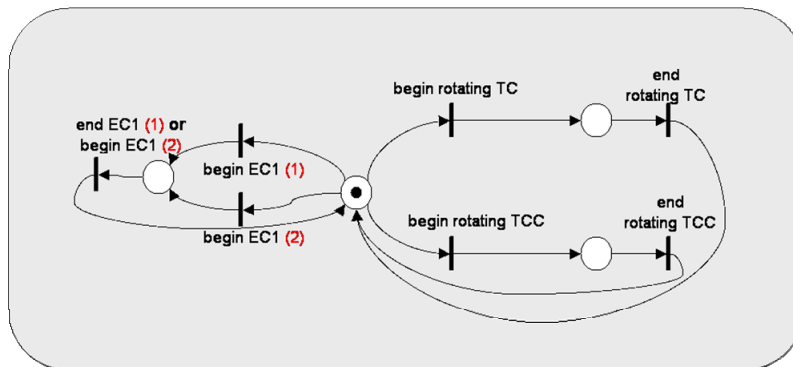 begin rotating TC
end
rotating TC
end EC1 (1) or
begin EC1 (2)
begin EC1 (1)
begin rotating TCC
end
rotating TCC
begin EC1 (2)